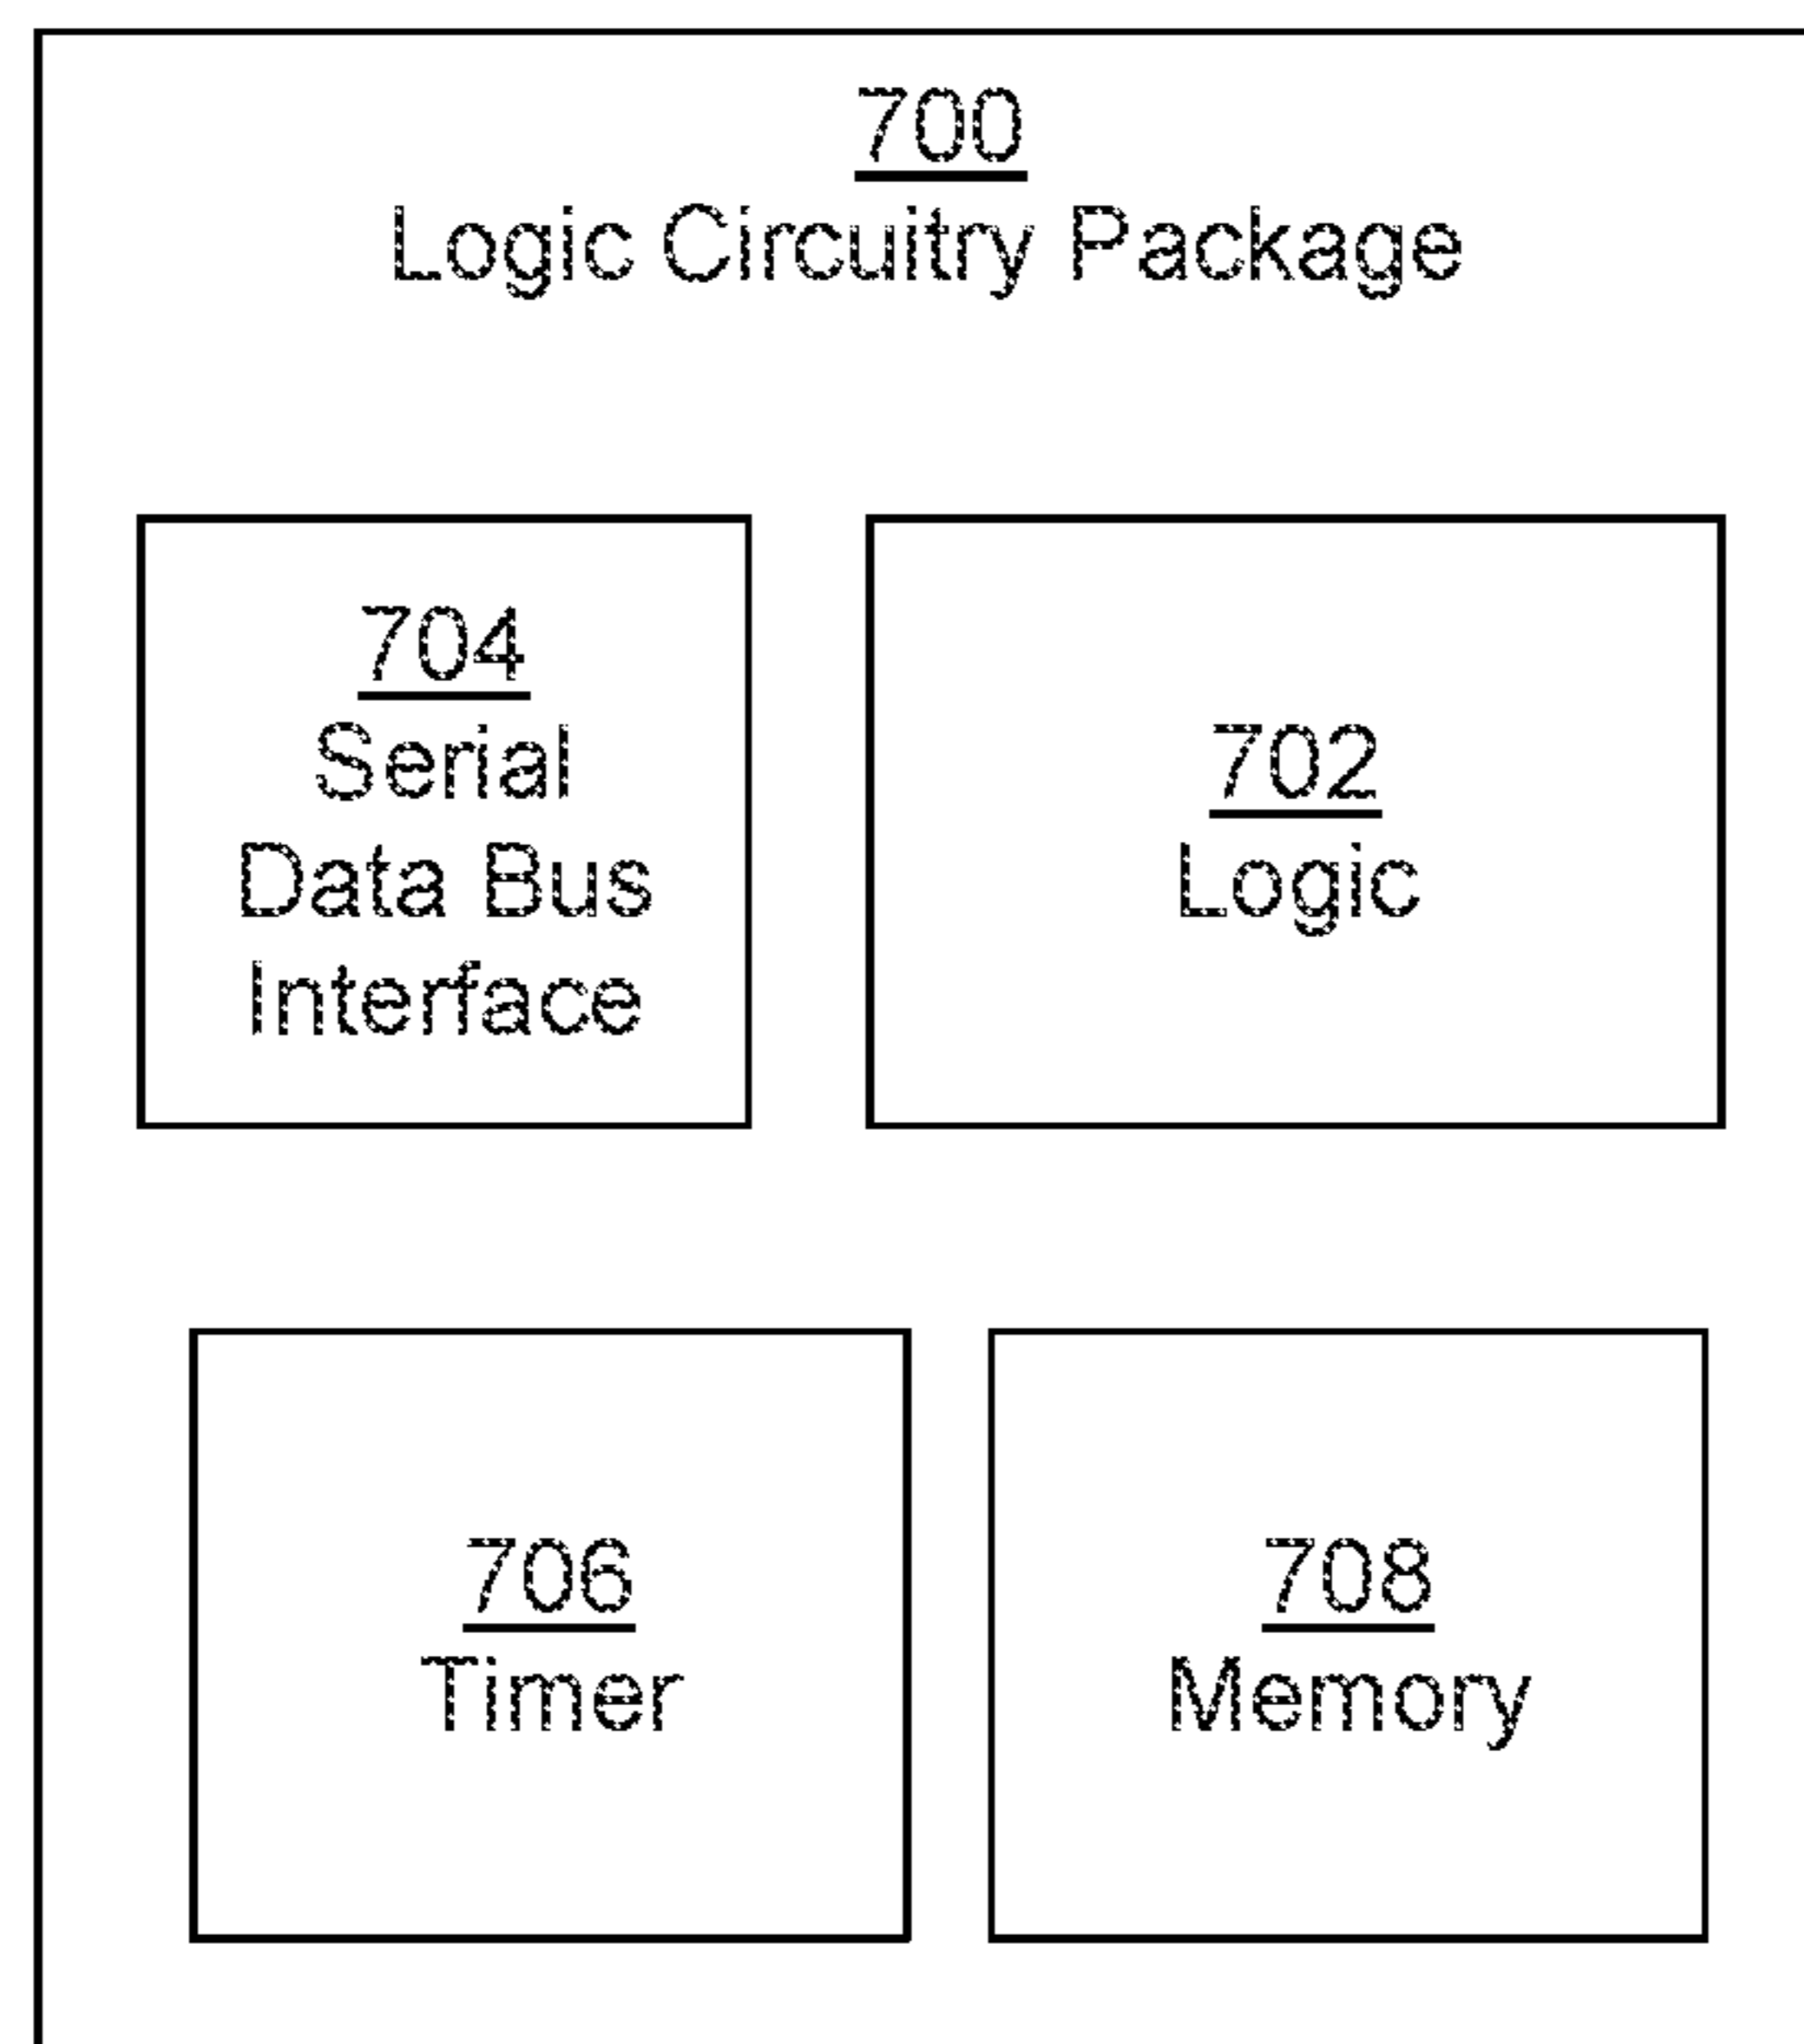 700
Logic Circuitry Package
704
Serial
Data Bus
Interface
702
Logic
706
Timer
708
Memory